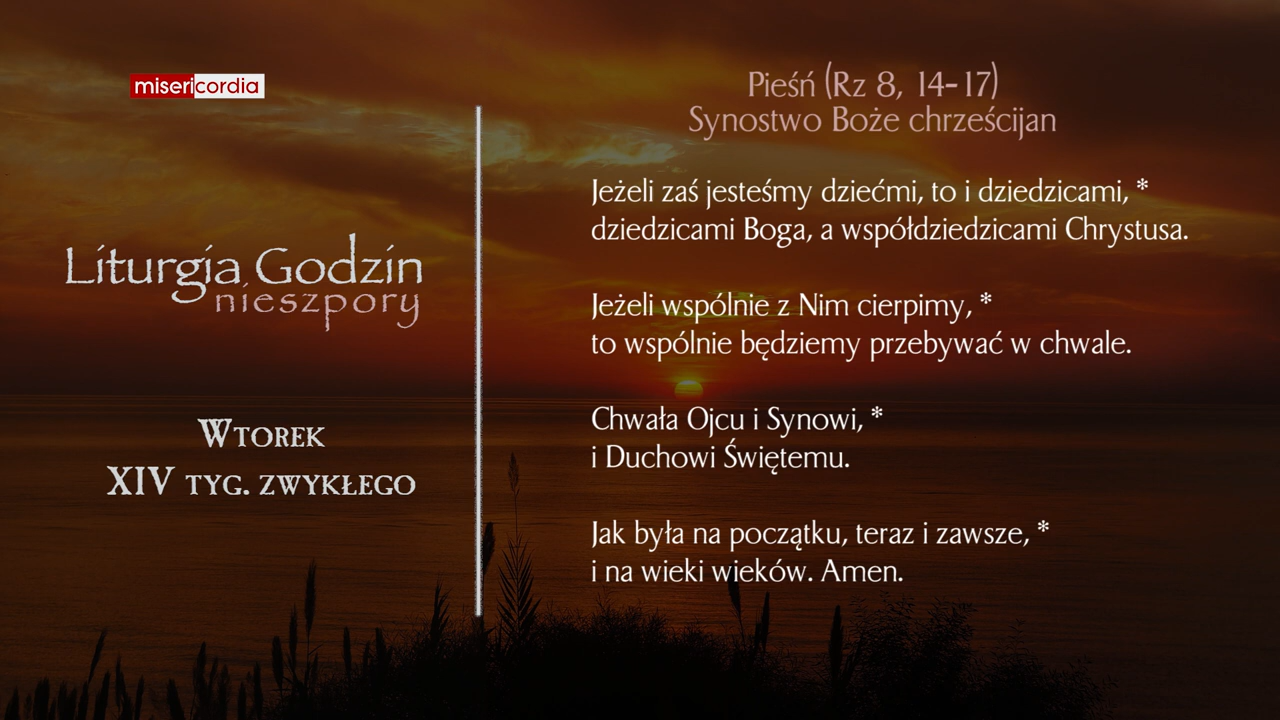 misericordia
Liturgia Godzin
nieszpory
Wtorek
XIV tyg. zwykłego
Pieśń (Rz 8, 14-17)
Synostwo Boże chrześcijan
Jeżeli zaś jesteśmy dziećmi, to i dziedzicami, *
dziedzicami Boga, a współdziedzicami Chrystusa.
Jeżeli wspólnie z Nim cierpimy, *
to wspólnie będziemy przebywać w chwale.
Chwała Ojcu i Synowi, *
i Duchowi Świętemu.
Jak była na początku, teraz i zawsze, *
i na wieki wieków. Amen.